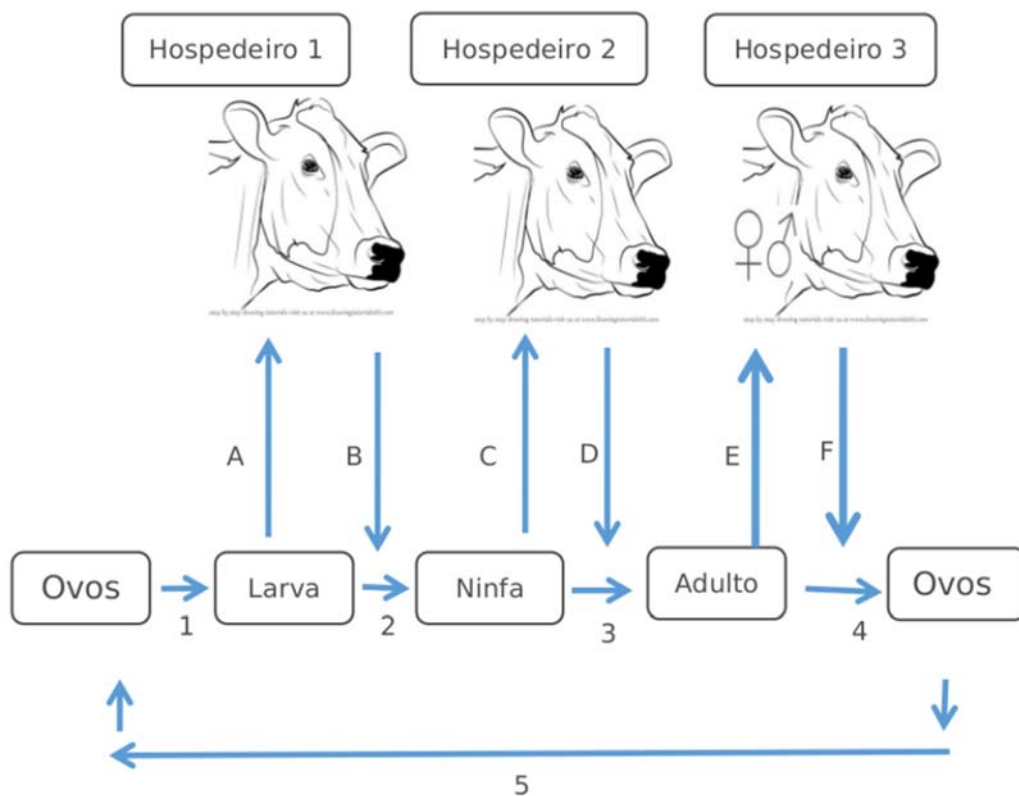 Hospedeiro 1
Hospedeiro 2
Hospedeiro 3
A
B
C
D
E
F
Ovos
Larva
Ninfa
Adulto
Ovos
1
2
3
4
5